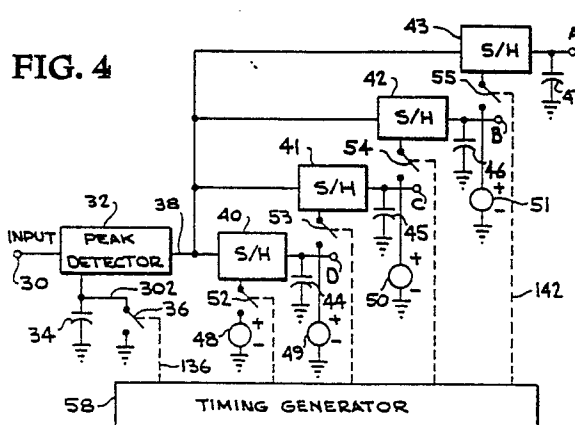 FIG. 4
43
S/H
A
47
55
42
S/H
B
46
54
+
-
51
41
S/H
C
45
53
+
-
50
142
32
38
INPUT
PEAK
DETECTOR
30
40
S/H
D
44
52
302
36
34
48
+
-
49
+
-
136
58
TIMING GENERATOR